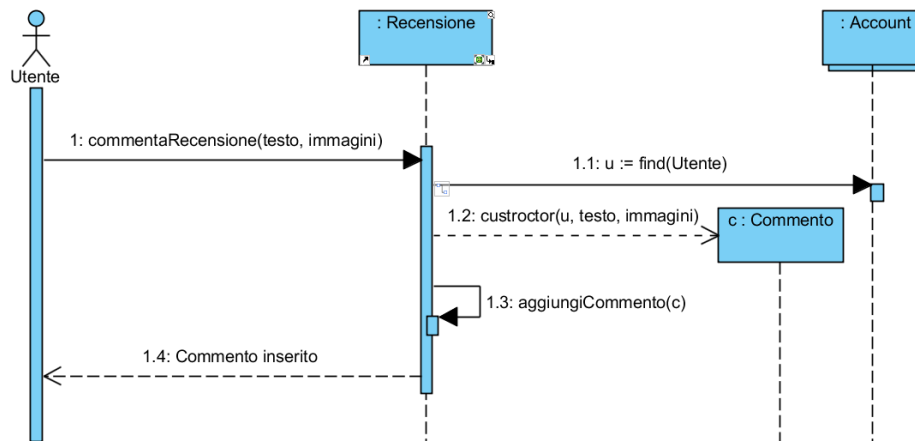 : Recensione
: Account
Utente
1: commentaRecensione(testo, immagini)
1.1: u := find(Utente)
1.2: custroctor(u, testo, immagini)
c : Commento
1.3: aggiungiCommento(c)
1.4: Commento inserito